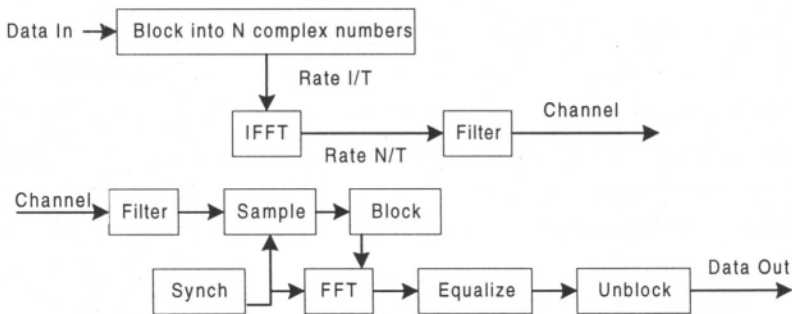 Data In
Block into N complex numbers
Rate I/T
IFFT
Rate N/T
Filter
Channel
Channel
Filter
Sample
Block
Synch
FFT
Equalize
Unblock
Data Out